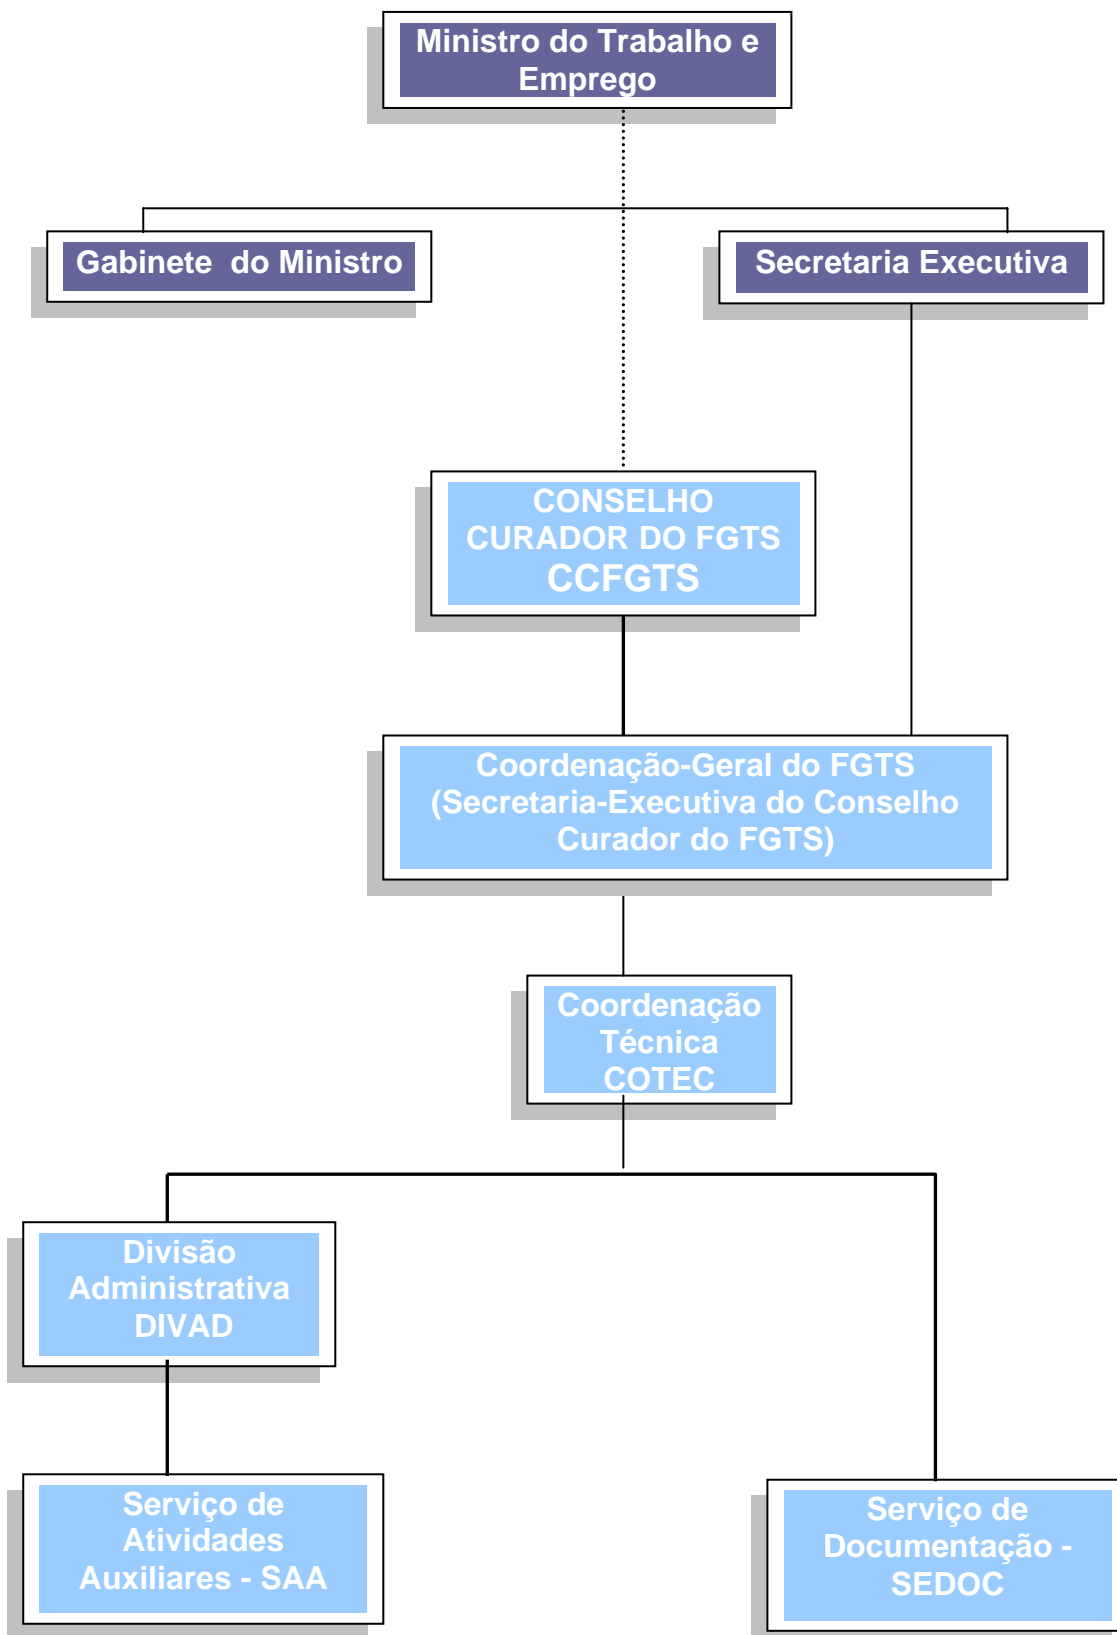 Ministro do Trabalho e
Emprego
Gabinete  do Ministro
Secretaria Executiva
CONSELHO
CURADOR DO FGTS
CCFGTS
Coordenação-Geral do FGTS
(Secretaria-Executiva do Conselho
Curador do FGTS)
Coordenação
Técnica
COTEC
Divisão
Administrativa
DIVAD
Serviço de
Atividades
Auxiliares - SAA
Serviço de
Documentação -
SEDOC